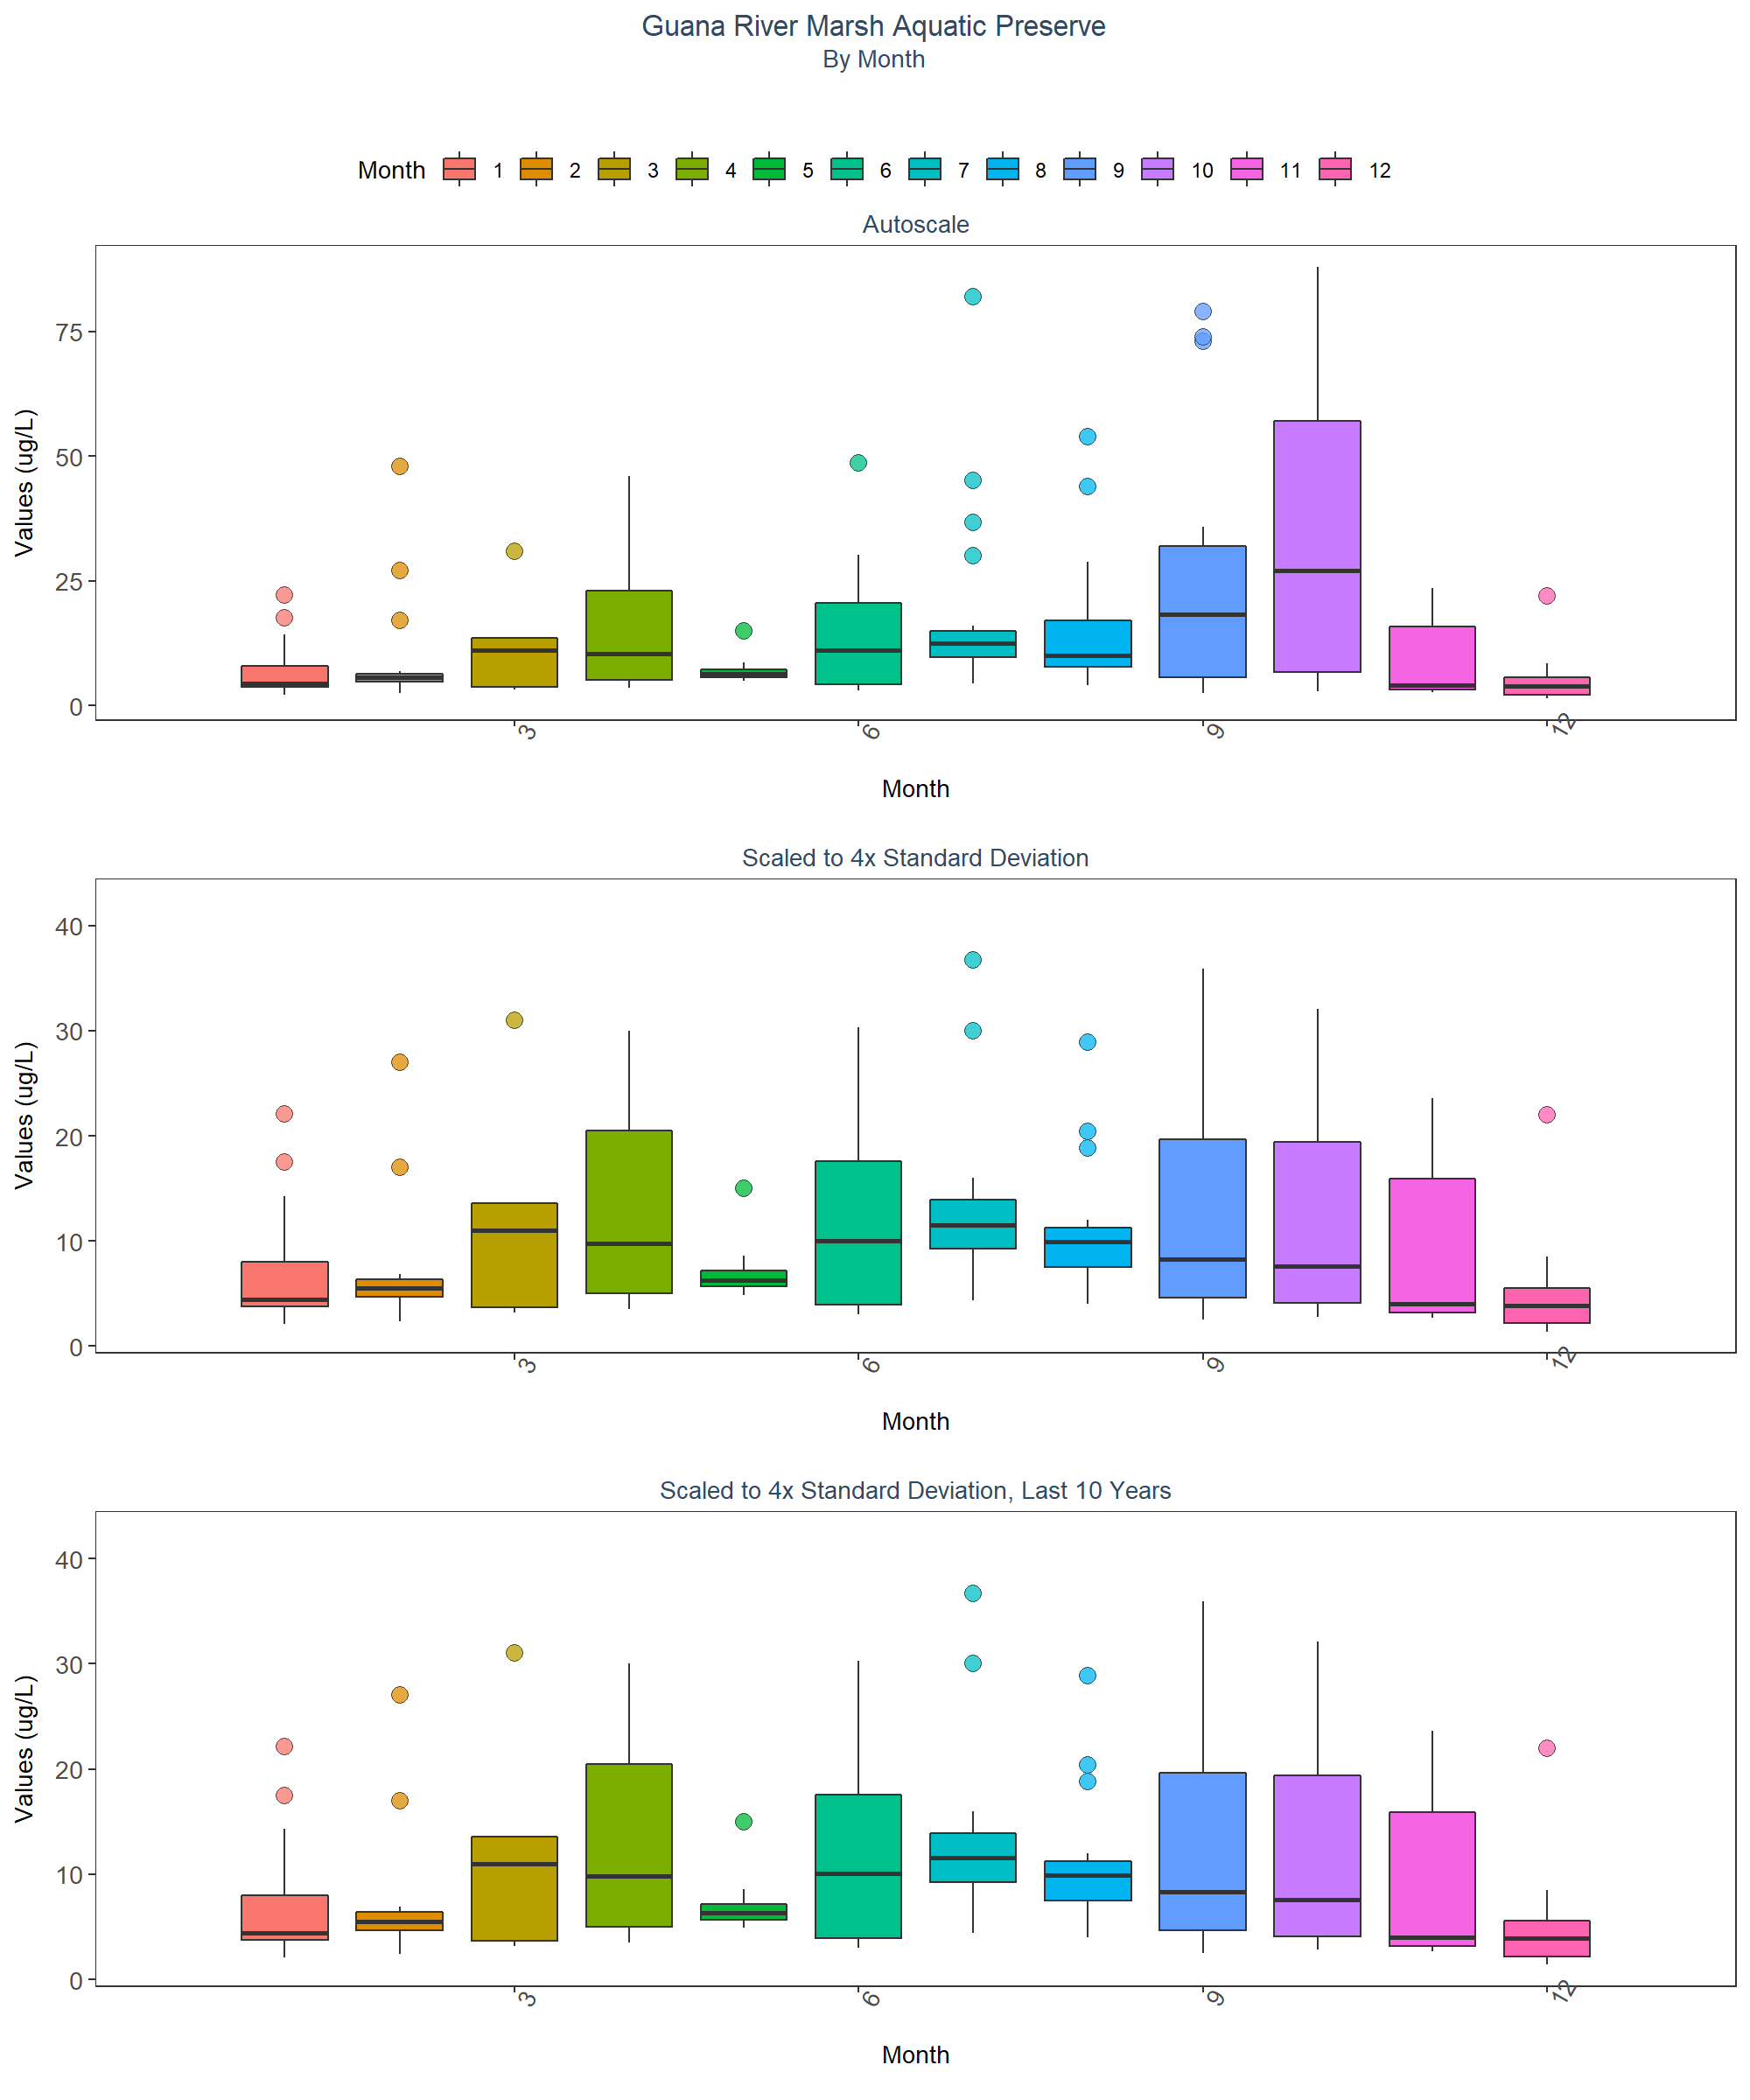 Guana River Marsh Aquatic Preserve
By Month
Month 1 2 3 4 5 6 7 8 9 10 11 12
Autoscale
Values (ug/L)
75
50
25
0
3 6 9 12
Month
Scaled to 4x Standard Deviation
Values (ug/L)
40
30
20
10
0
3 6 9 12
Month
Scaled to 4x Standard Deviation, Last 10 Years
Values (ug/L)
40
30
20
10
0
3 6 9 12
Month